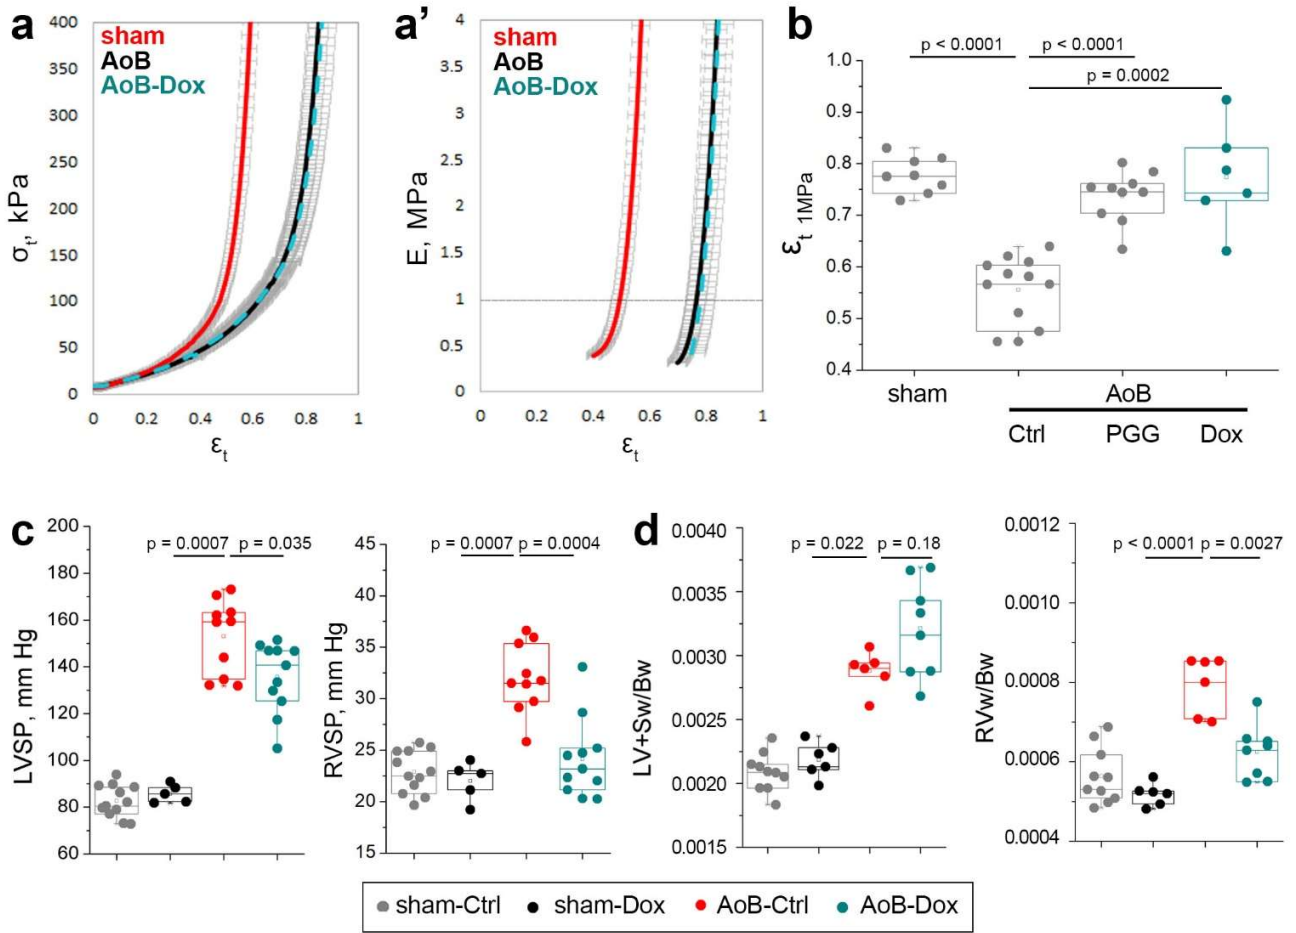 a
sham
AoB
AoB-Dox
σt, kPa
400
350
300
250
200
150
100
50
0
0 0.2 0.4 0.6 0.8 1
εt
a’
sham
AoB
AoB-Dox
E, MPa
4
3.5
3
2.5
2
1.5
1
0.5
0
0 0.2 0.4 0.6 0.8 1
εt
b
p < 0.0001 p < 0.0001
p = 0.0002
εt 1MPa
1.0
0.9
0.8
0.7
0.6
0.5
0.4
sham AoB
Ctrl PGG Dox
c
LVSP, mm Hg
200
180
160
140
120
100
80
60
p = 0.0007 p = 0.035
RVSP, mm Hg
45
40
35
30
25
20
15
p = 0.0007 p = 0.0004
d
LV+Sw/Bw
0.0040
0.0035
0.0030
0.0025
0.0020
0.0015
p = 0.022 p = 0.18
RVw/Bw
0.0012
0.0010
0.0008
0.0006
0.0004
p < 0.0001 p = 0.0027
sham-Ctrl sham-Dox AoB-Ctrl AoB-Dox